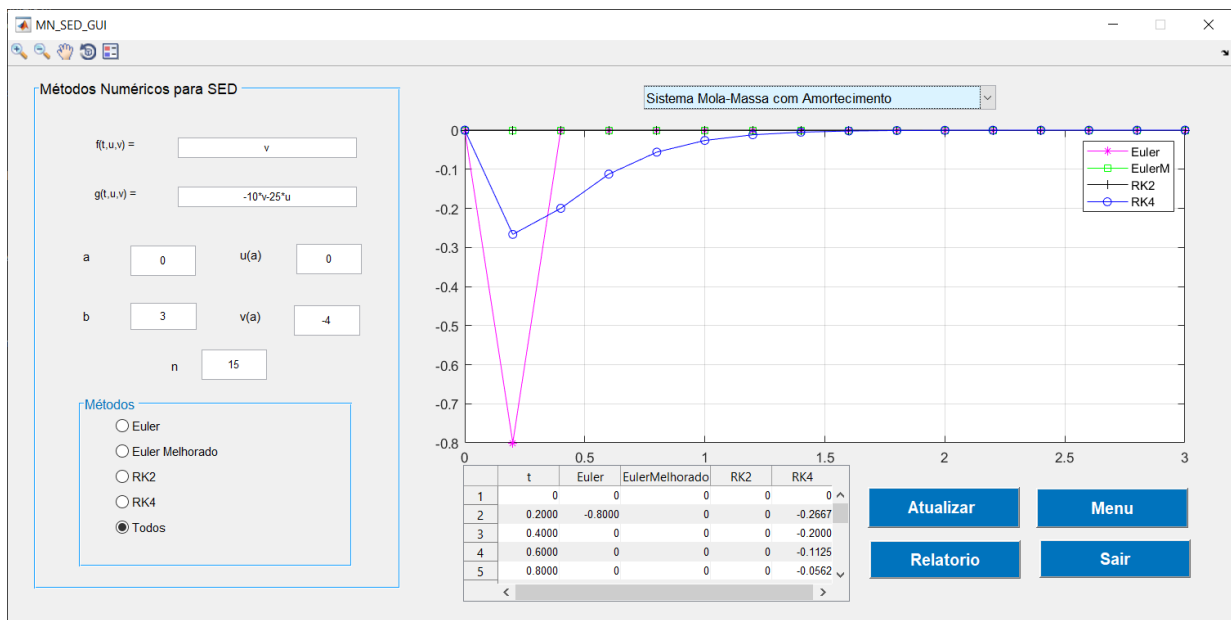 MN_SED_GUI
Métodos Numéricos para SED
f(t,u,v) =
v
g(t,u,v) =
-10*v-25*u
a
0
u(a)
0
b
3
v(a)
-4
n
15
Métodos
Euler
Euler Melhorado
RK2
RK4
Todos
Sistema Mola-Massa com Amortecimento
0
-0.1
-0.2
-0.3
-0.4
-0.5
-0.6
-0.7
-0.8
0 0.5 1 1.5 2 2.5 3
Euler
EulerM
RK2
RK4
t Euler EulerMelhorado RK2 RK4
1 0 0 0 0 0
2 0.2000 -0.8000 0 0 -0.2667
3 0.4000 0 0 0 -0.2000
4 0.6000 0 0 0 -0.1125
5 0.8000 0 0 0 -0.0562
Atualizar
Menu
Relatorio
Sair